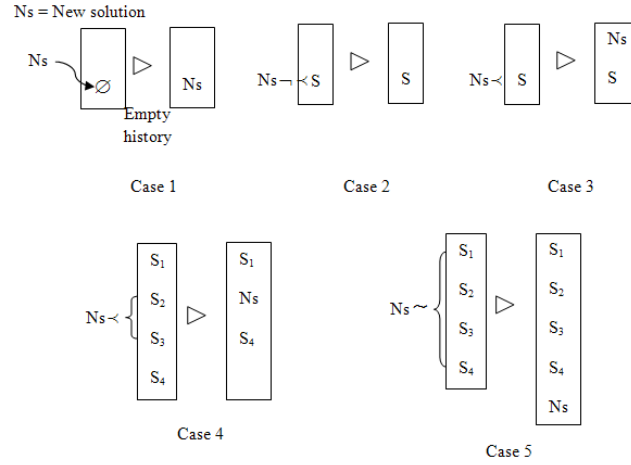 Ns = New solution
Ns
∅
Ns
Empty
history
Case 1
Ns ¬ ≺ S
S
Case 2
Ns ≺ S
Ns
S
Case 3
Ns ≺
S₁
S₂
S₃
S₄
S₁
Ns
S₄
Case 4
Ns ~
S₁
S₂
S₃
S₄
S₁
S₂
S₃
S₄
Ns
Case 5